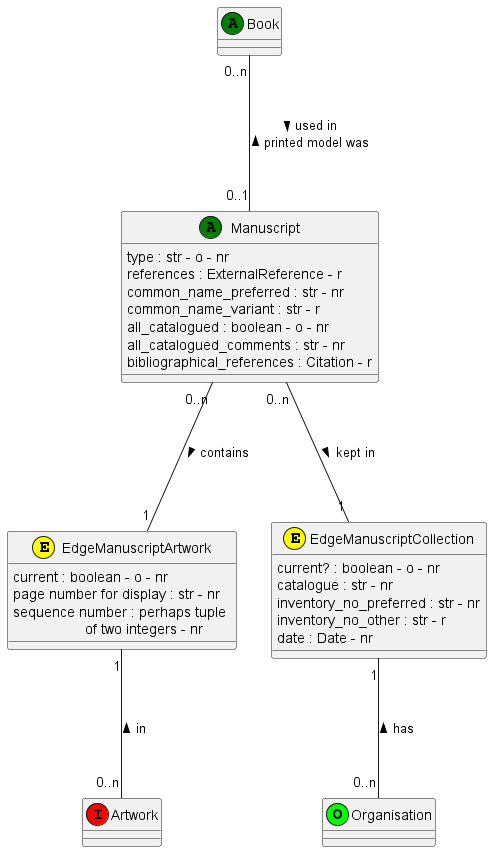 A Book
0..n
used in
printed model was
0..1
A Manuscript
type : str - o - nr
references : ExternalReference - r
common_name_preferred : str - nr
common_name_variant : str - r
all_catalogued : boolean - o - nr
all_catalogued_comments : str - nr
bibliographical_references : Citation - r
0..n
0..n
contains
kept in
1
1
E EdgeManuscriptArtwork
current : boolean - o - nr
page number for display : str - nr
sequence number : perhaps tuple
of two integers - nr
E EdgeManuscriptCollection
current? : boolean - o - nr
catalogue : str - nr
inventory_no_preferred : str - nr
inventory_no_other : str - r
date : Date - nr
1
1
in
has
0..n
0..n
I Artwork
O Organisation